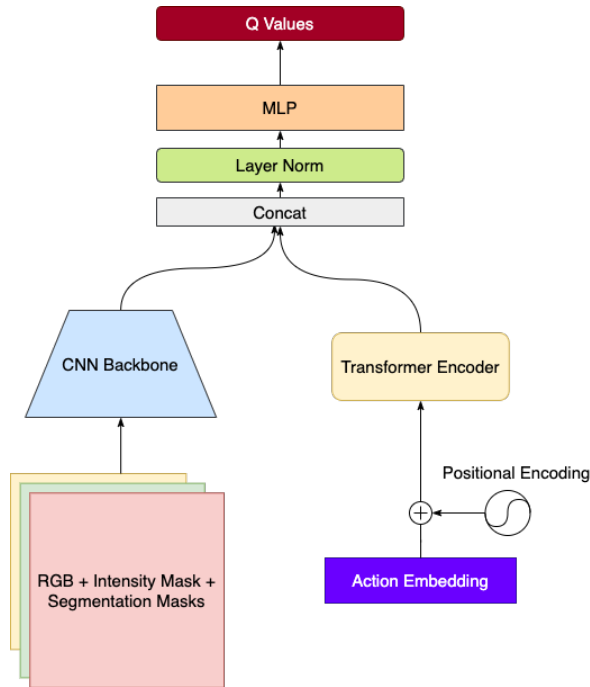 Q Values
MLP
Layer Norm
Concat
CNN Backbone
Transformer Encoder
Positional Encoding
RGB + Intensity Mask +
Segmentation Masks
Action Embedding